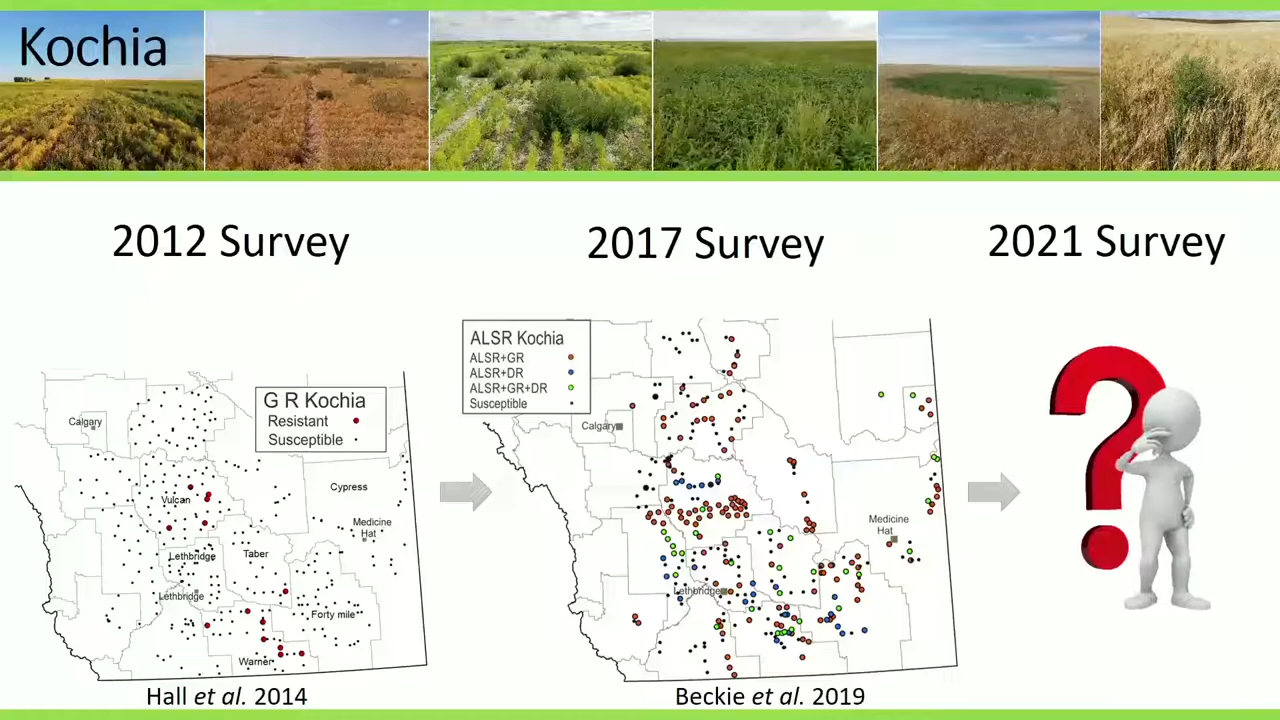 Kochia
2012 Survey
2017 Survey
2021 Survey
G R Kochia
Resistant
Susceptible
Calgary
Vulcan
Cypress
Medicine
Hat
Lethbridge
Taber
Lethbridge
Forty mile
Warner
Hall et al. 2014
ALSR Kochia
ALSR+GR
ALSR+DR
ALSR+GR+DR
Susceptible
Calgary
Medicine
Hat
Lethbridge
Beckie et al. 2019